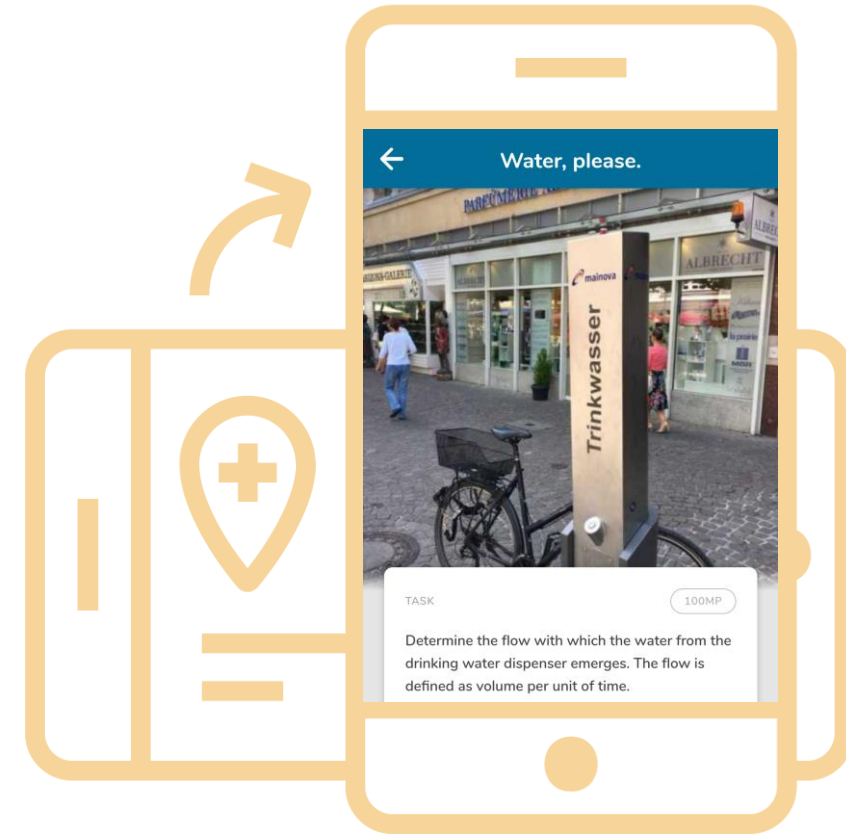 Water, please.
PARFÜMERIE
ALBRECHT
mainova
Trinkwasser
TASK
100MP
Determine the flow with which the water from the
drinking water dispenser emerges. The flow is
defined as volume per unit of time.